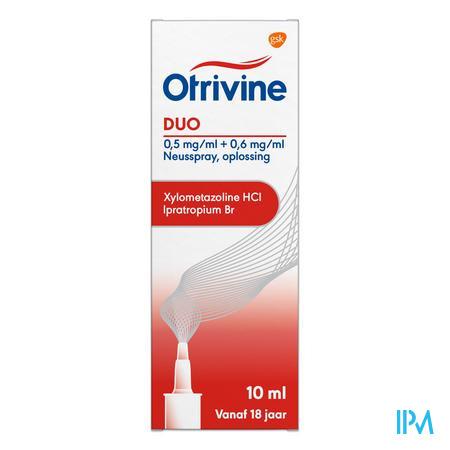 gsk
Otrivine
DUO
0,5 mg/ml + 0,6 mg/ml
Neusspray, oplossing
Xylometazoline HCl
Ipratropium Br
10 ml
Vanaf 18 jaar
IPM